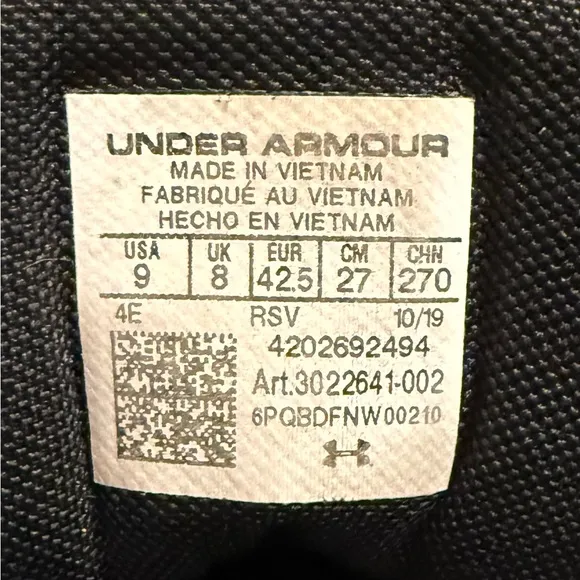 UNDER ARMOUR
MADE IN VIETNAM
FABRIQUÉ AU VIETNAM
HECHO EN VIETNAM
USA UK EUR CM CHN
9 8 42.5 27 270
4E RSV 10/19
4202692494
Art.3022641-002
6PQBDFNW00210